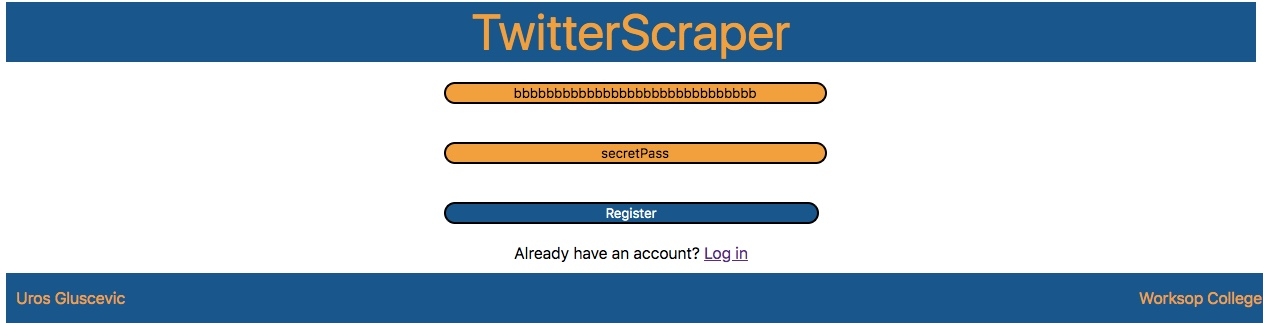 TwitterScraper
bbbbbbbbbbbbbbbbbbbbbbbbbbbbbb
secretPass
Register
Already have an account? Log in
Uros Gluscevic
Worksop College